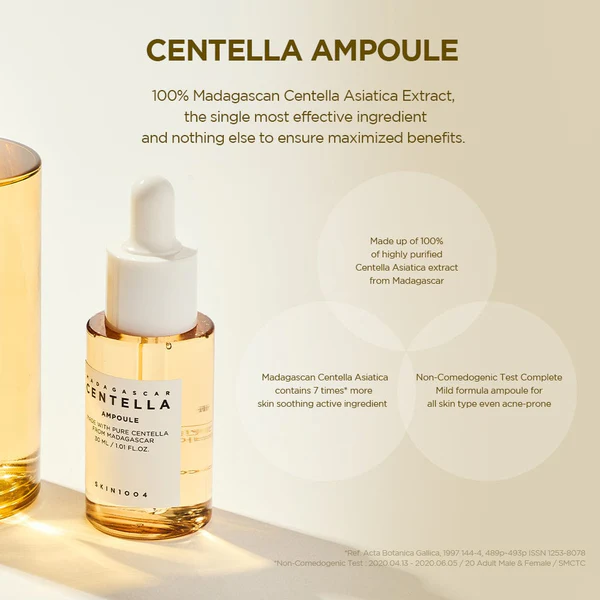 CENTELLA AMPOULE
100% Madagascan Centella Asiatica Extract,
the single most effective ingredient
and nothing else to ensure maximized benefits.
Made up of 100%
of highly purified
Centella Asiatica extract
from Madagascar
Madagascan Centella Asiatica
contains 7 times* more
skin soothing active ingredient
Non-Comedogenic Test Complete
Mild formula ampoule for
all skin type even acne-prone
MADAGASCAR
CENTELLA
AMPOULE
MADE WITH PURE CENTELLA
FROM MADAGASCAR
30 ML / 1.01 FL.OZ.
SKIN1004
*Ref: Acta Botanica Gallica, 1997 144-4, 489p-493p ISSN 1253-8078
*Non-Comedogenic Test : 2020.04.13 - 2020.06.05 / 20 Adult Male & Female / SMCTC